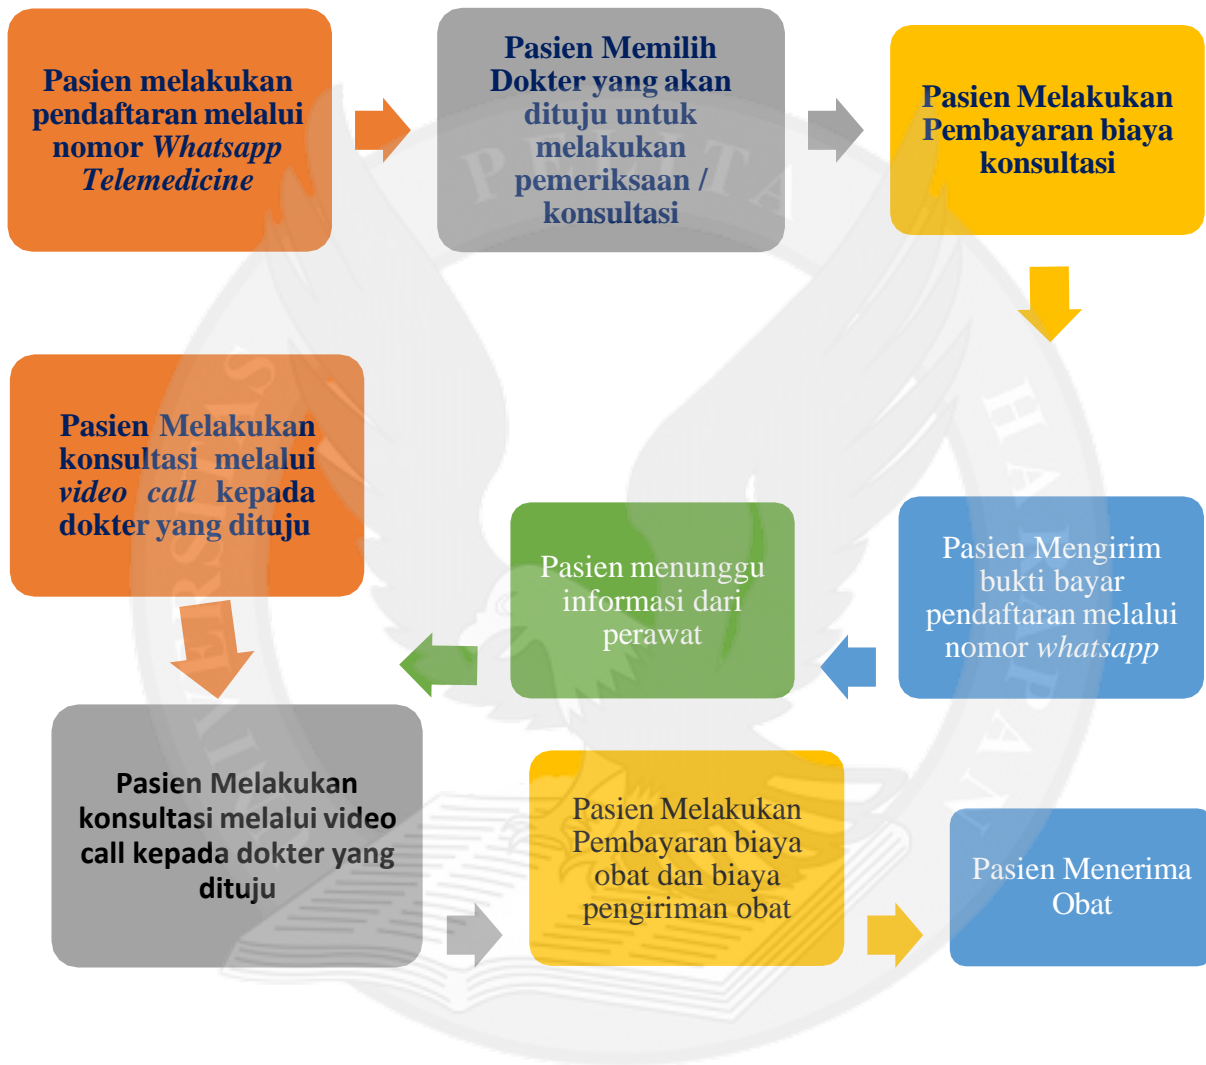 Pasien melakukan
pendaftaran melalui
nomor Whatsapp
Telemedicine
Pasien Memilih
Dokter yang akan
dituju untuk
melakukan
pemeriksaan /
konsultasi
Pasien Melakukan
Pembayaran biaya
konsultasi
Pasien Mengirim
bukti bayar
pendaftaran melalui
nomor whatsapp
Pasien menunggu
informasi dari
perawat
Pasien Melakukan
konsultasi melalui
video call kepada
dokter yang dituju
Pasien Melakukan
konsultasi melalui video
call kepada dokter yang
dituju
Pasien Melakukan
Pembayaran biaya
obat dan biaya
pengiriman obat
Pasien Menerima
Obat
UNIVERSITAS PELITA HARAPAN